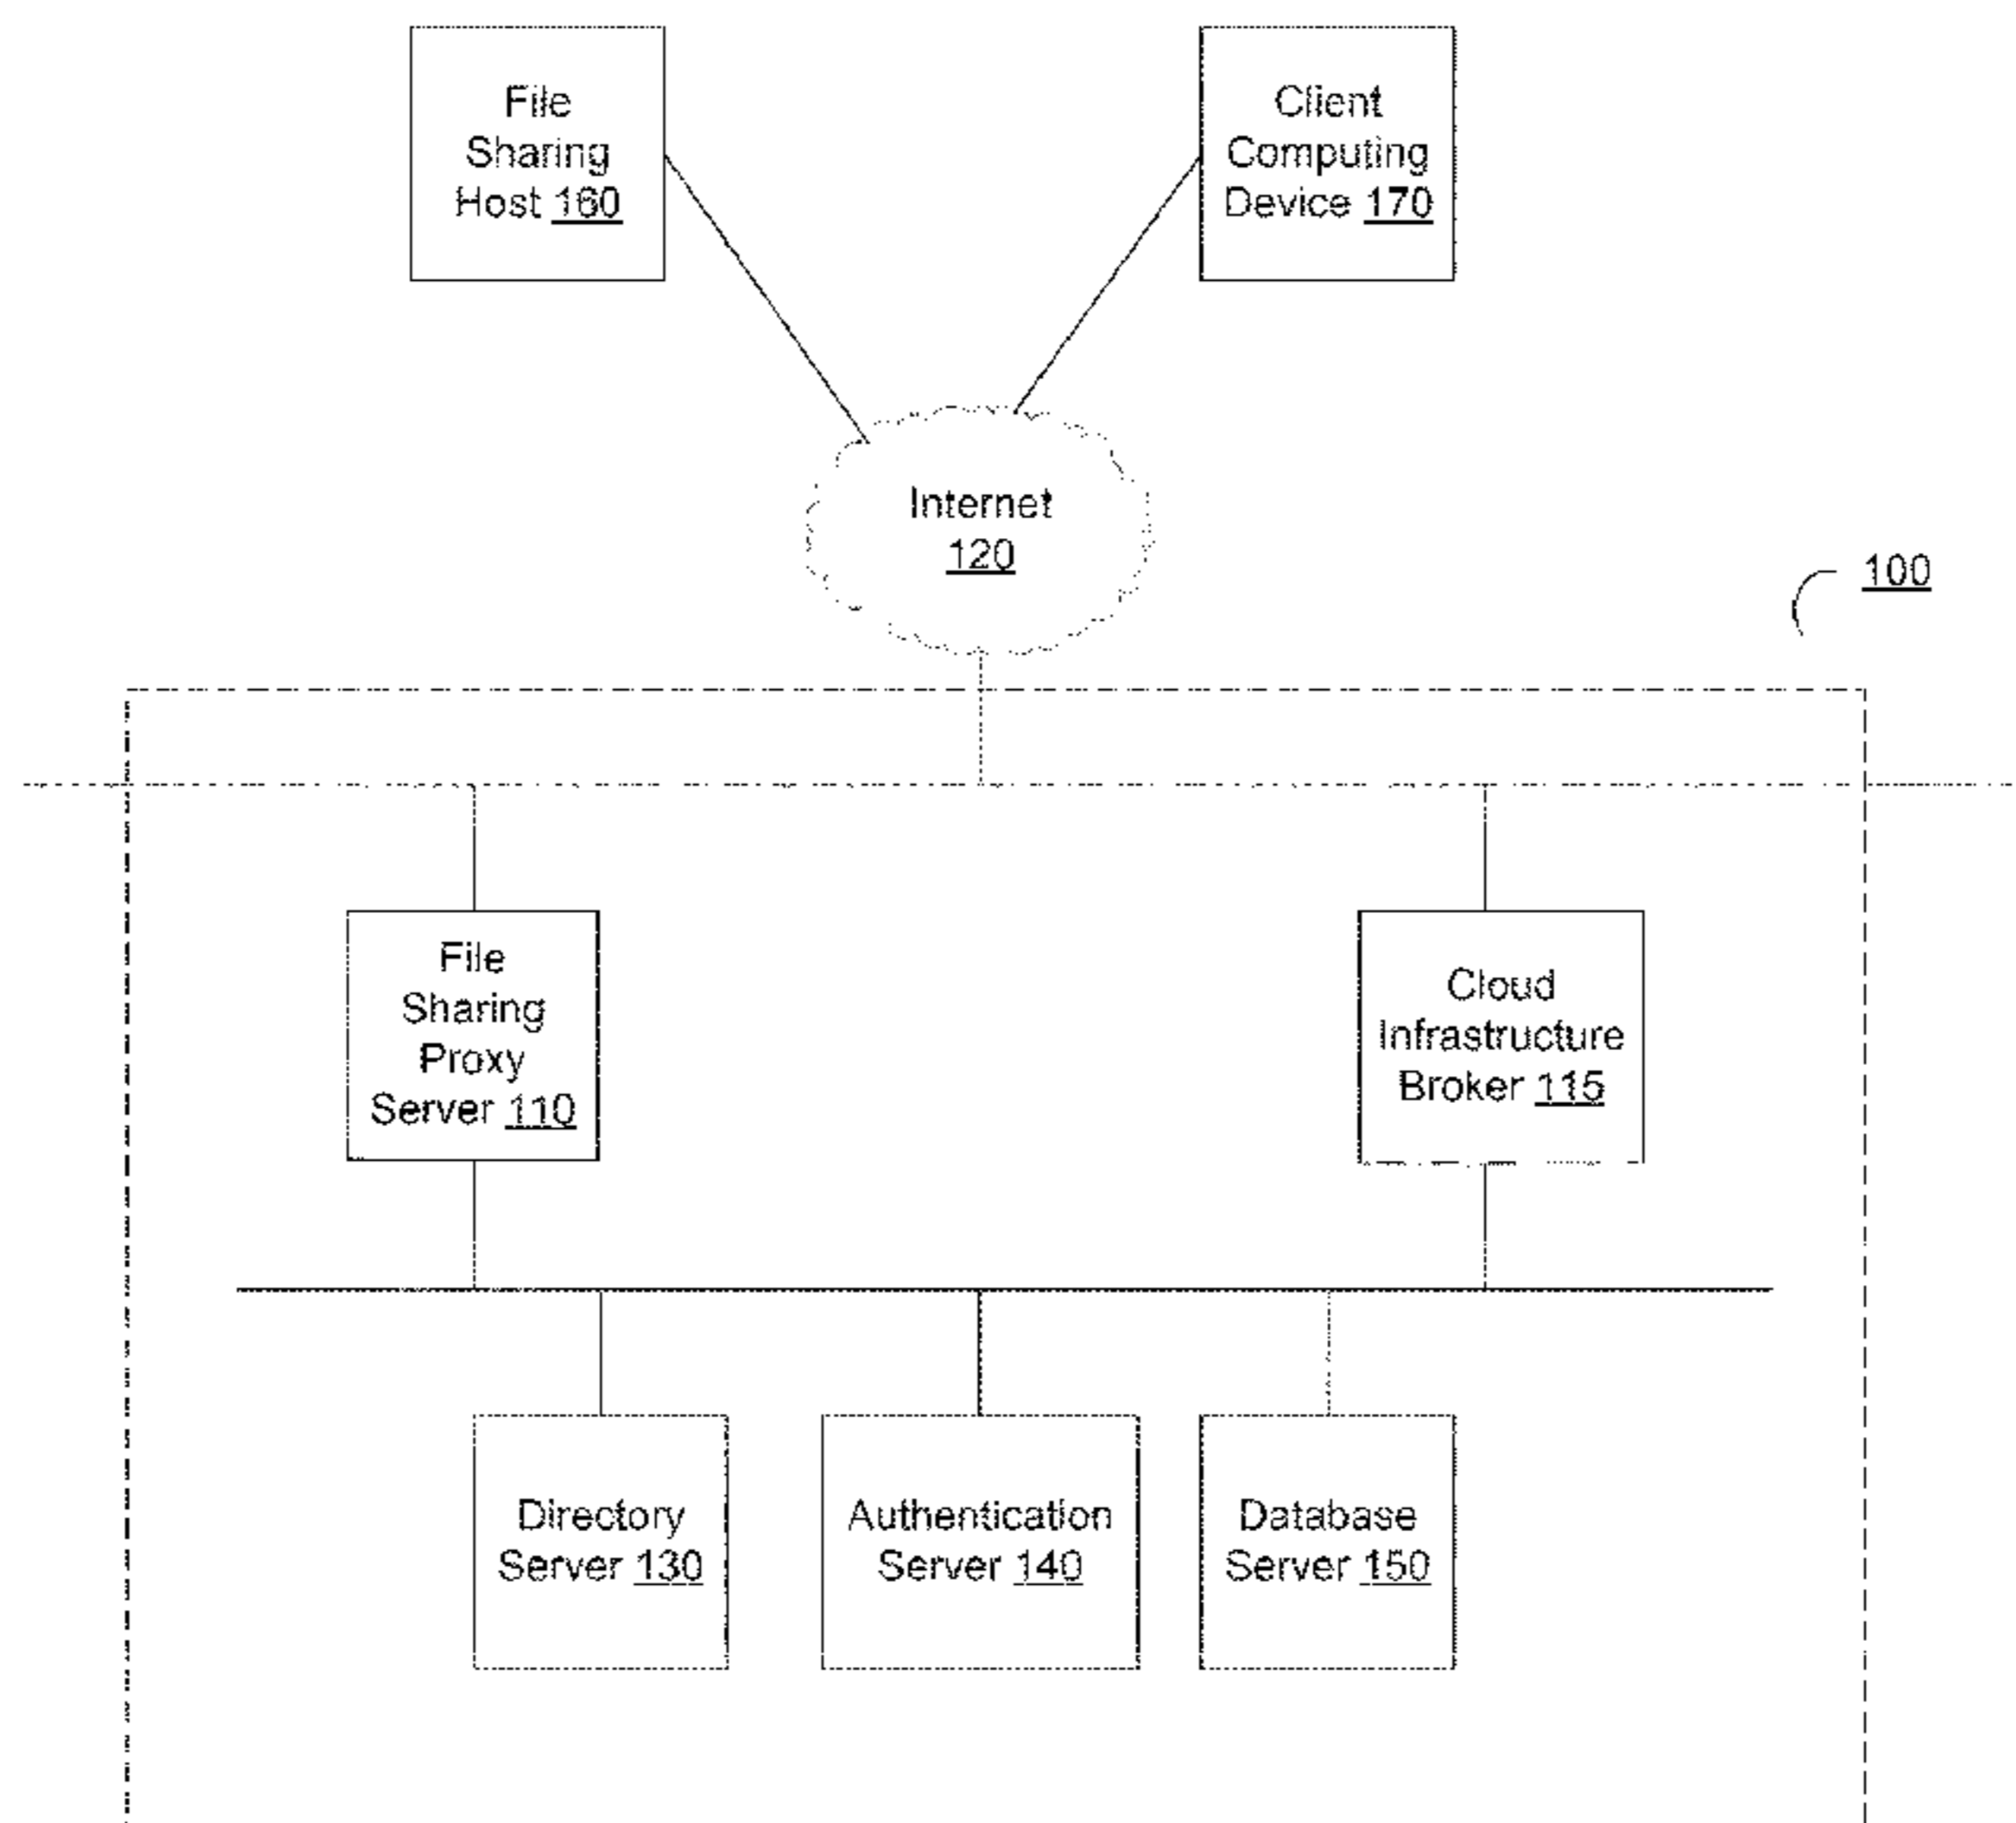 File
Sharing
Host 160
Client
Computing
Device 170
Internet
120
100
File
Sharing
Proxy
Server 110
Cloud
Infrastructure
Broker 115
Directory
Server 130
Authentication
Server 140
Database
Server 150